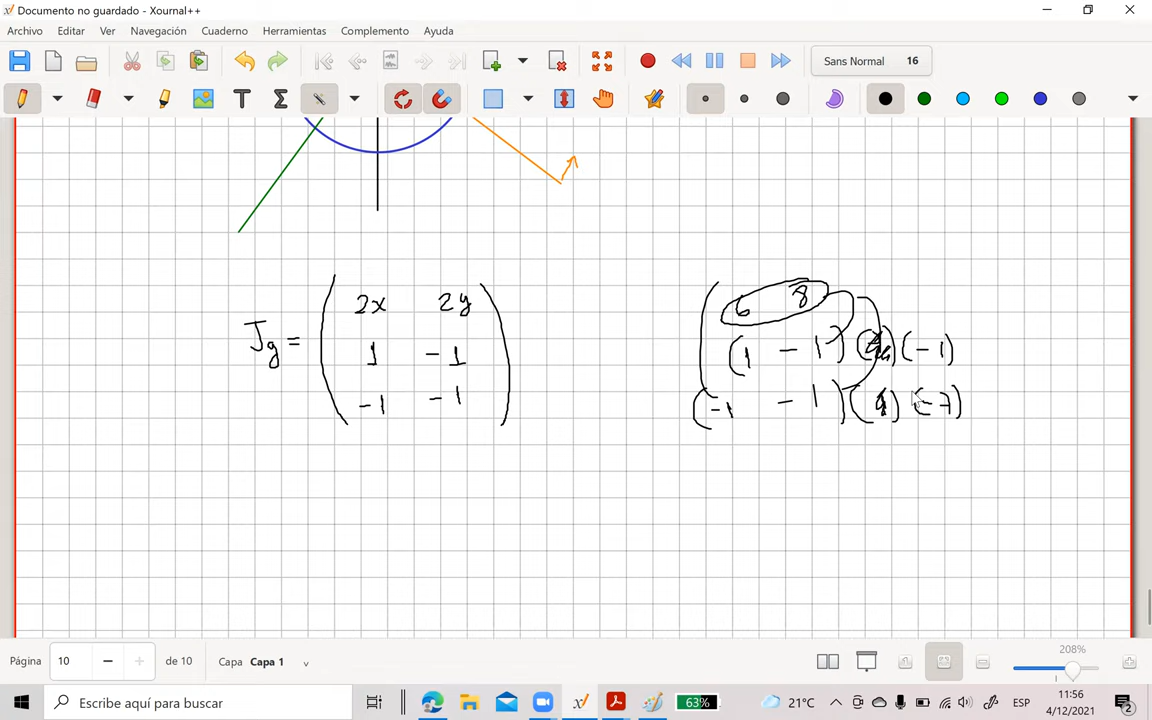 Documento no guardado - Xournal++
Archivo Editar Ver Navegación Cuaderno Herramientas Complemento Ayuda
Sans Normal 16
J_g = ( 2x 2y
1 -1
-1 -1 )
( 6 8
(1 -1) (-1)
(-1 -1) (-7)
Página 10 de 10 Capa Capa 1 208%
Escribe aquí para buscar 63% 21°C ESP 11:56
4/12/2021 2